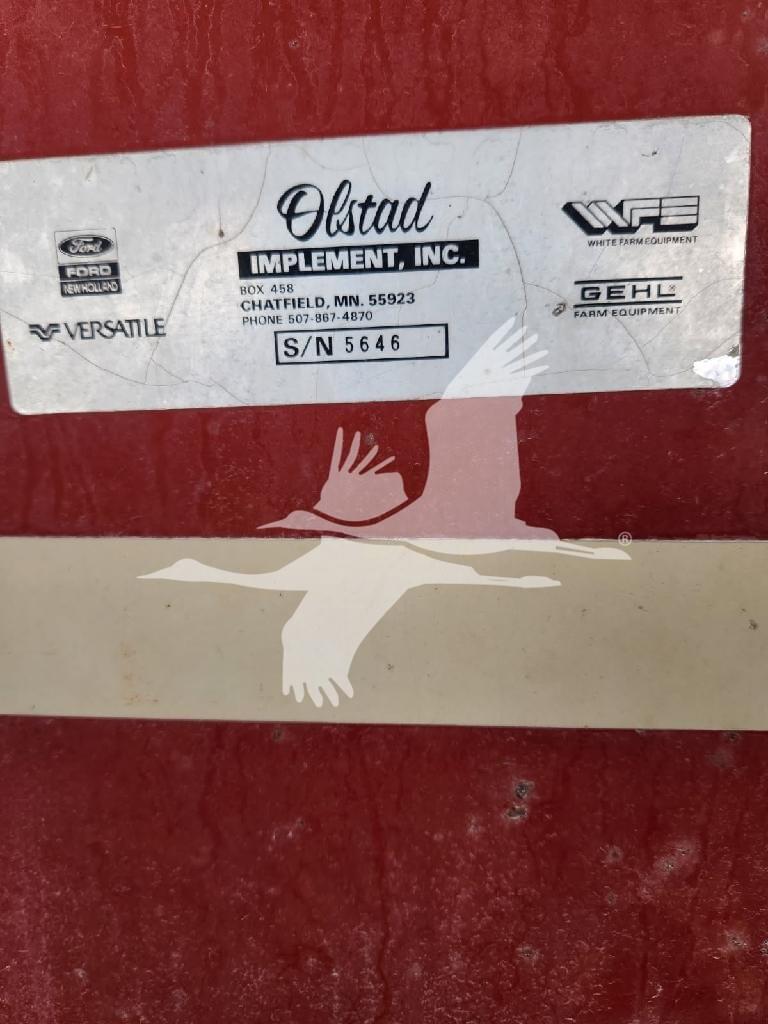 Ford
FORD
NEW HOLLAND
VERSATILE
Olstad
IMPLEMENT, INC.
BOX 458
CHATFIELD, MN. 55923
PHONE 507-867-4870
S/N 5646
WFE
WHITE FARM EQUIPMENT
GEHL
FARM EQUIPMENT
®